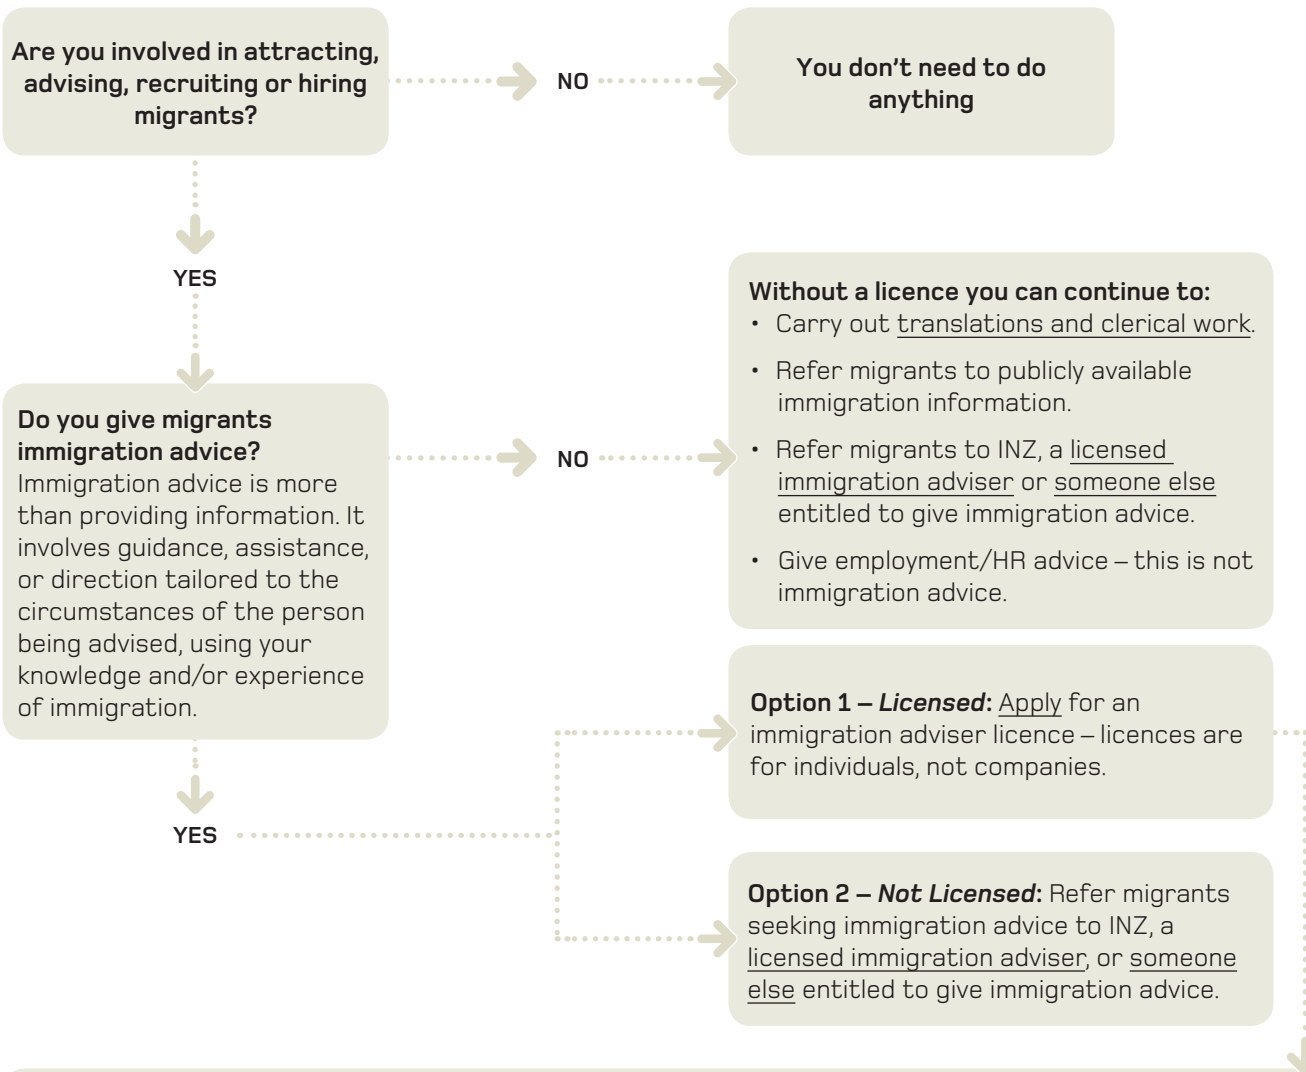 Are you involved in attracting,
advising, recruiting or hiring
migrants?
NO
You don't need to do
anything
YES
Do you give migrants
immigration advice?
Immigration advice is more
than providing information. It
involves guidance, assistance,
or direction tailored to the
circumstances of the person
being advised, using your
knowledge and/or experience
of immigration.
NO
Without a licence you can continue to:
• Carry out translations and clerical work.
• Refer migrants to publicly available
immigration information.
• Refer migrants to INZ, a licensed
immigration adviser or someone else
entitled to give immigration advice.
• Give employment/HR advice – this is not
immigration advice.
YES
Option 1 – Licensed: Apply for an
immigration adviser licence – licences are
for individuals, not companies.
Option 2 – Not Licensed: Refer migrants
seeking immigration advice to INZ, a
licensed immigration adviser, or someone
else entitled to give immigration advice.